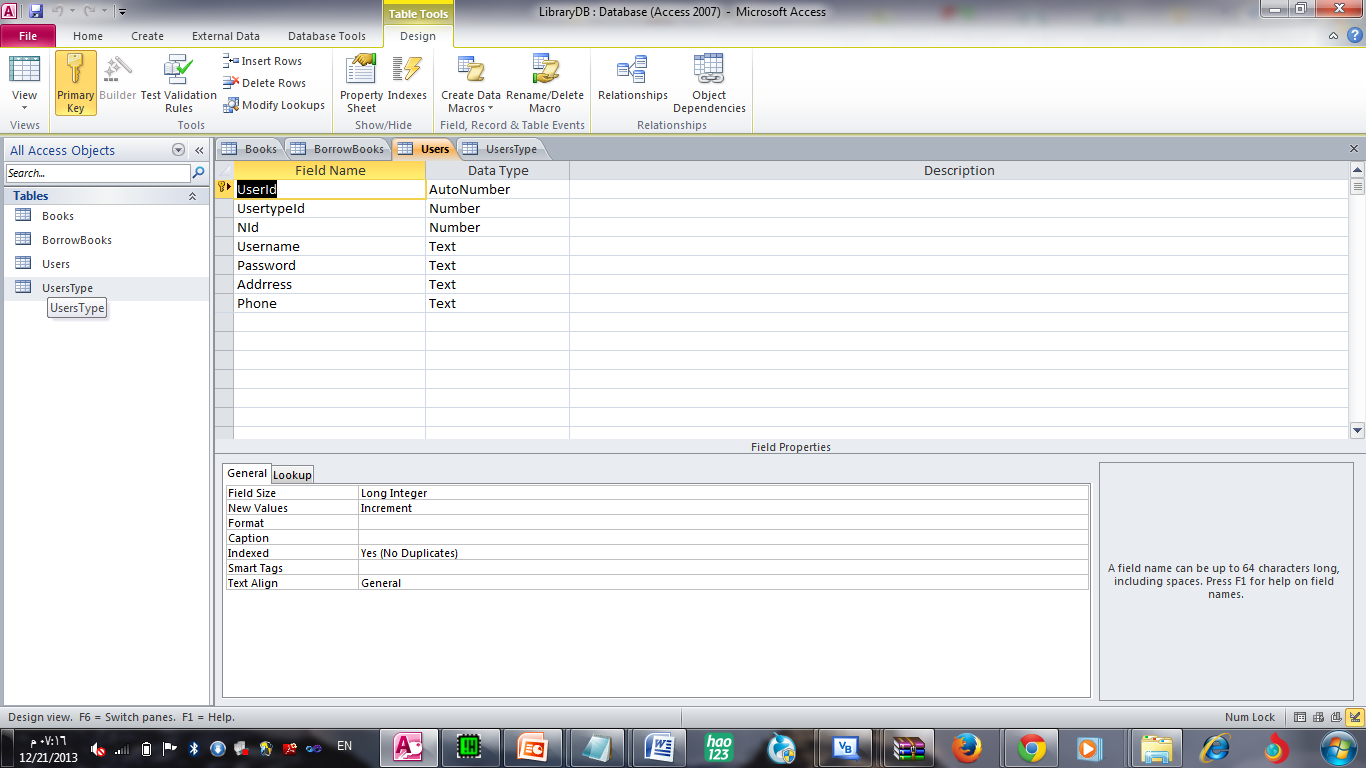 LibraryDB : Database (Access 2007) - Microsoft Access
Table Tools
File Home Create External Data Database Tools Design
View
Primary Key
Builder
Test Validation Rules
Insert Rows
Delete Rows
Modify Lookups
Property Sheet
Indexes
Create Data Macros
Rename/Delete Macro
Relationships
Object Dependencies
Views Tools Show/Hide Field, Record & Table Events Relationships
All Access Objects
Search...
Tables
Books
BorrowBooks
Users
UsersType
UsersType
Books BorrowBooks Users UsersType
Field Name Data Type Description
UserId AutoNumber
UsertypeId Number
NId Number
Username Text
Password Text
Addrress Text
Phone Text
Field Properties
General Lookup
Field Size Long Integer
New Values Increment
Format
Caption
Indexed Yes (No Duplicates)
Smart Tags
Text Align General
A field name can be up to 64 characters long,
including spaces. Press F1 for help on field
names.
Design view. F6 = Switch panes. F1 = Help.
Num Lock
٠٧:١٦ م
12/21/2013
EN
hao
123
VB